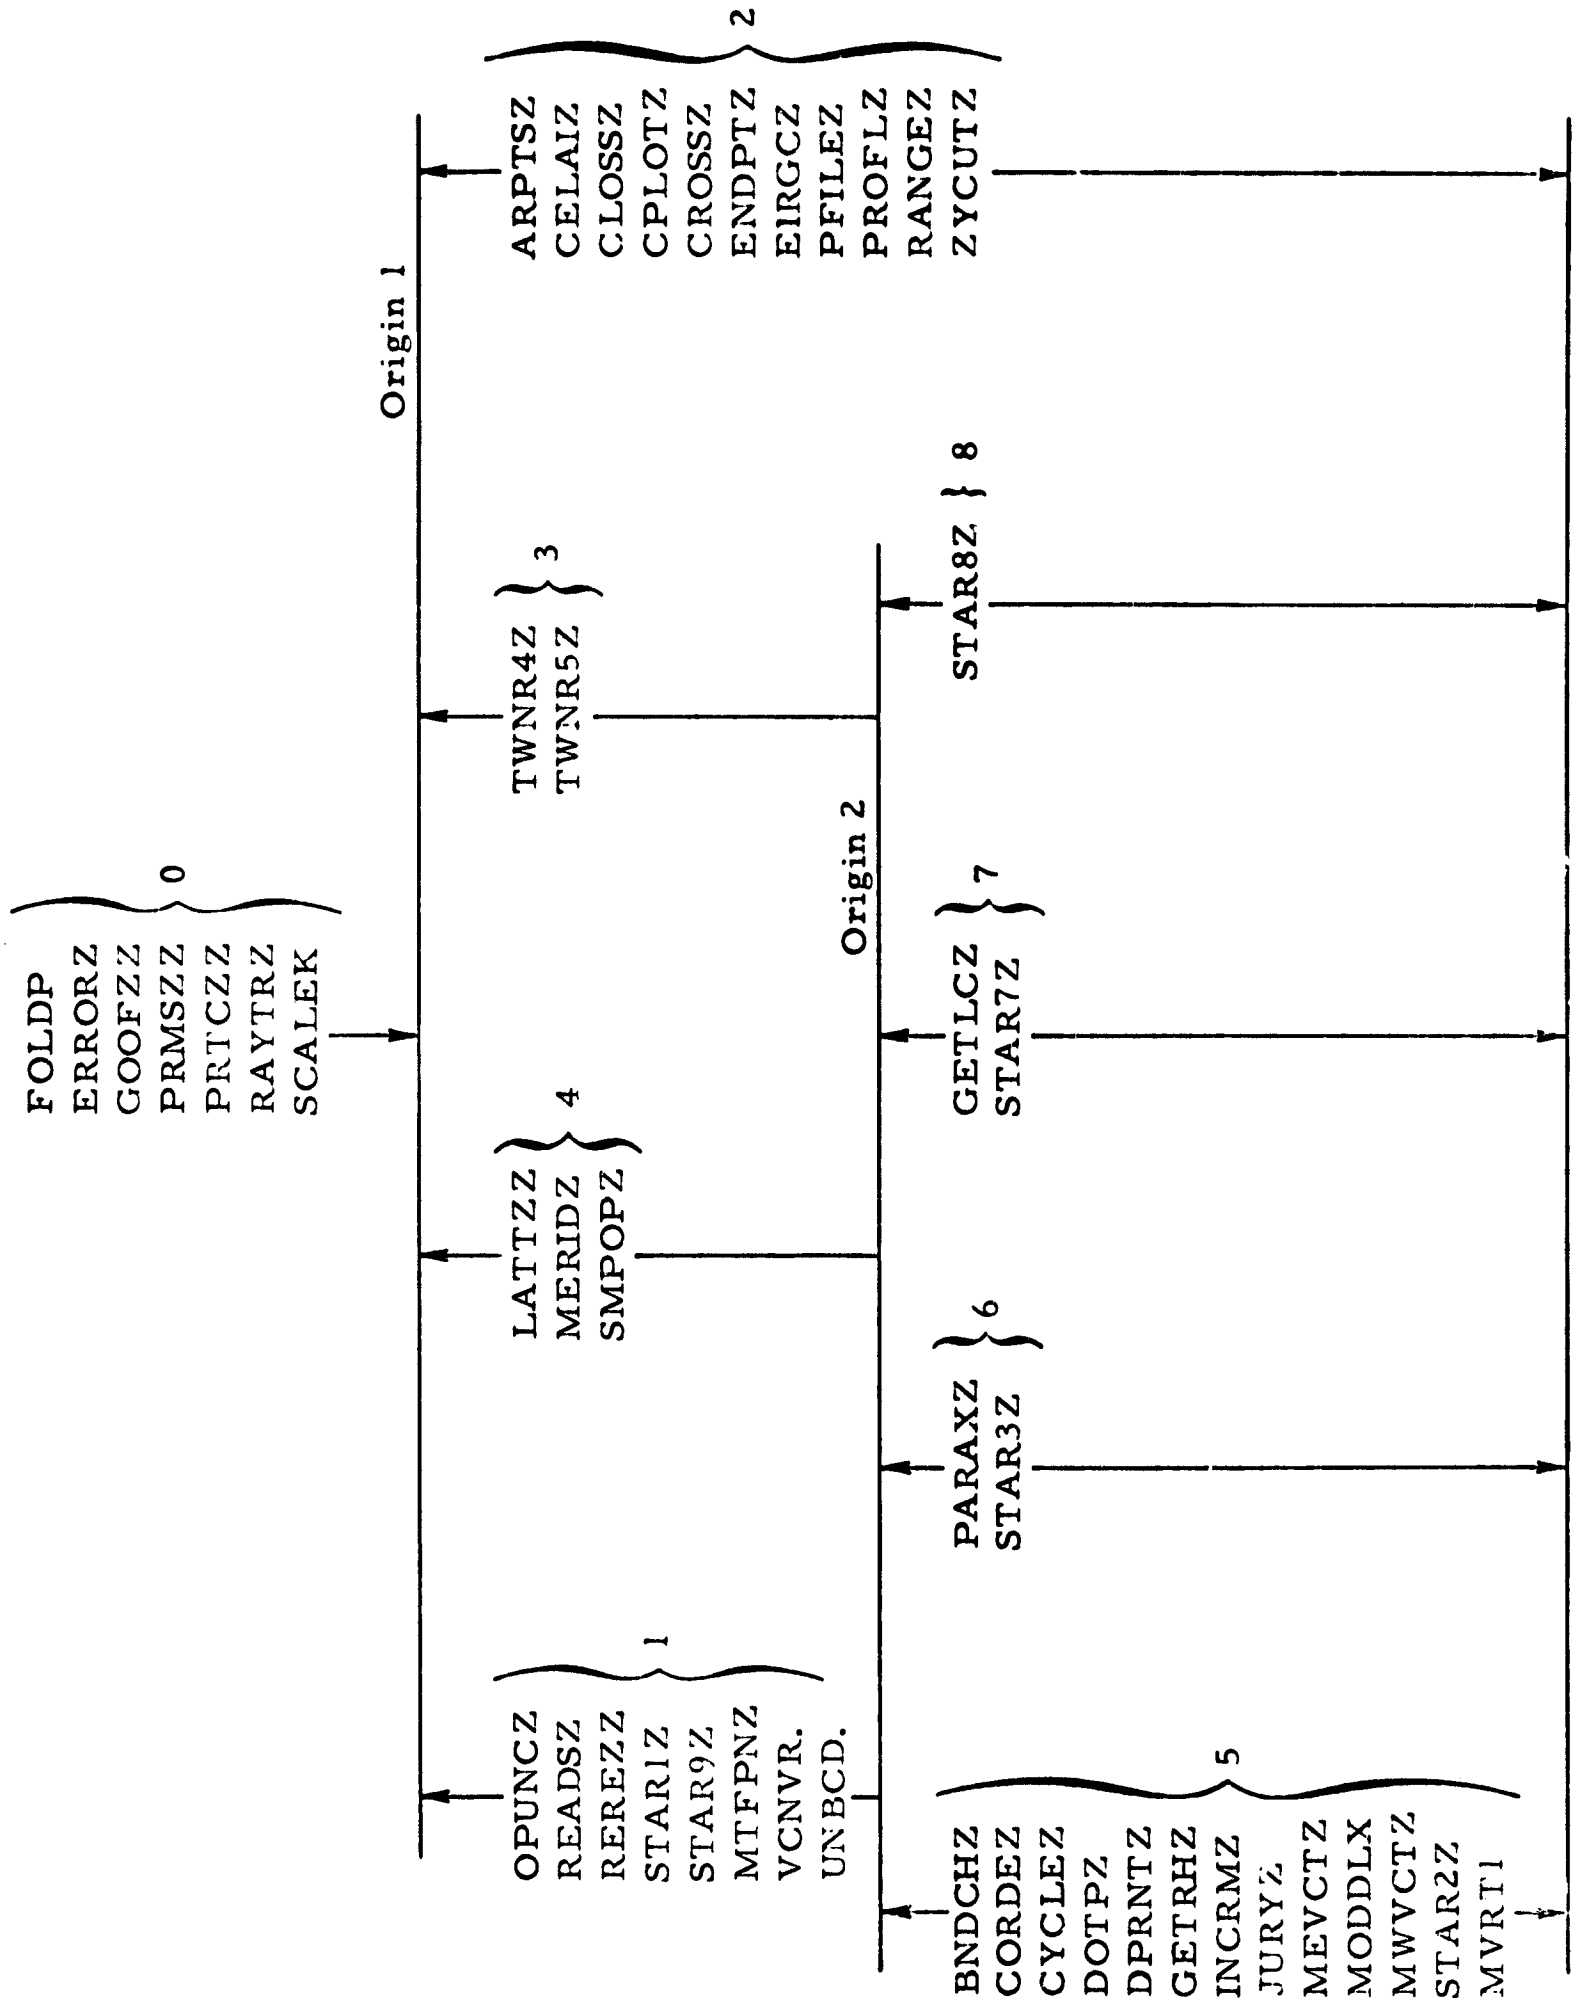 FOLDP
ERRORZ
GOOFZZ
PRMSZZ
PRTCZZ
RAYTRZ
SCALEK
0
Origin 1
OPUNCZ
READSZ
REREZZ
STAR1Z
STAR9Z
MTFPNZ
VCNVR.
UNBCD.
1
LATTZZ
MERIDZ
SMPOPZ
4
TWNR4Z
TWNR5Z
3
ARPTSZ
CELAIZ
CLOSSZ
CPLOTZ
CROSSZ
ENDPTZ
EIRGCZ
PFILEZ
PROFLZ
RANGEZ
ZYCUTZ
2
Origin 2
BNDCHZ
CORDEZ
CYCLEZ
DOTPZ
DPRNTZ
GETRHZ
INCRMZ
JURYZ
MEVCTZ
MODDLX
MWVCTZ
STAR2Z
MVRT1
5
PARAXZ
STAR3Z
6
GETLCZ
STAR7Z
7
STAR8Z
8